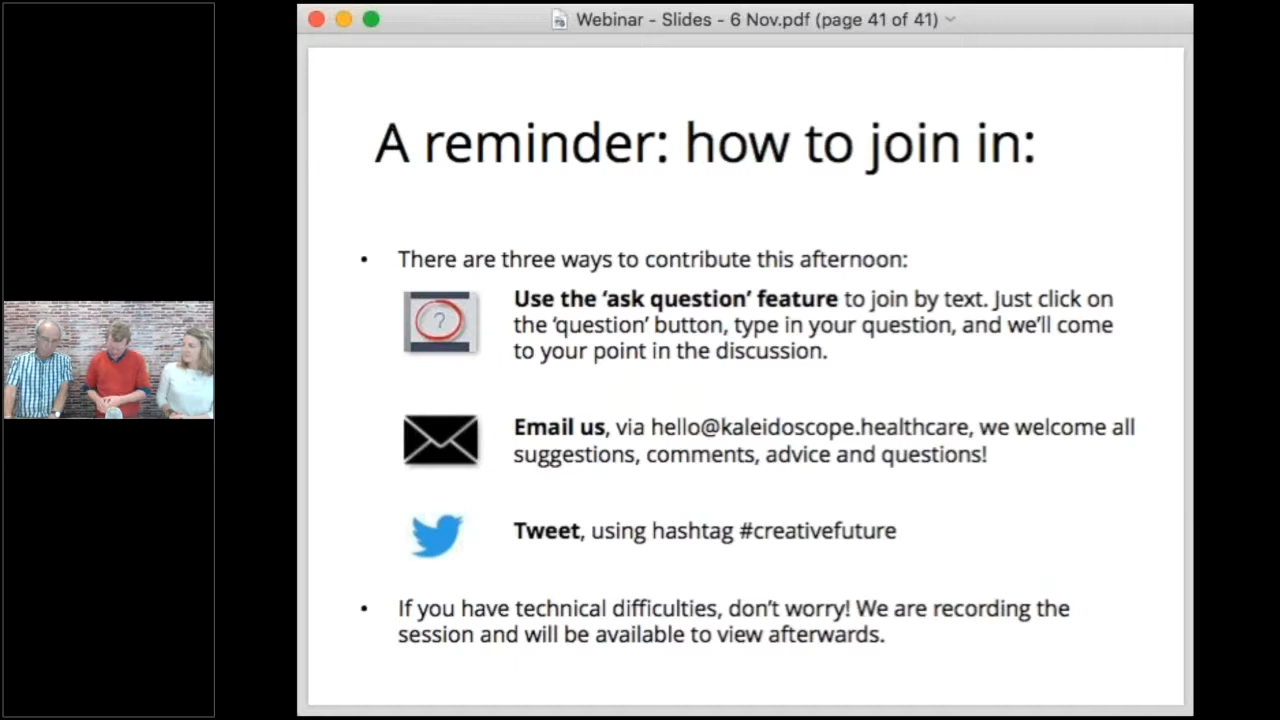 Webinar - Slides - 6 Nov.pdf (page 41 of 41)
A reminder: how to join in:
• There are three ways to contribute this afternoon:
?
Use the ‘ask question’ feature to join by text. Just click on
the ‘question’ button, type in your question, and we’ll come
to your point in the discussion.
Email us, via hello@kaleidoscope.healthcare, we welcome all
suggestions, comments, advice and questions!
Tweet, using hashtag #creativefuture
• If you have technical difficulties, don’t worry! We are recording the
session and will be available to view afterwards.